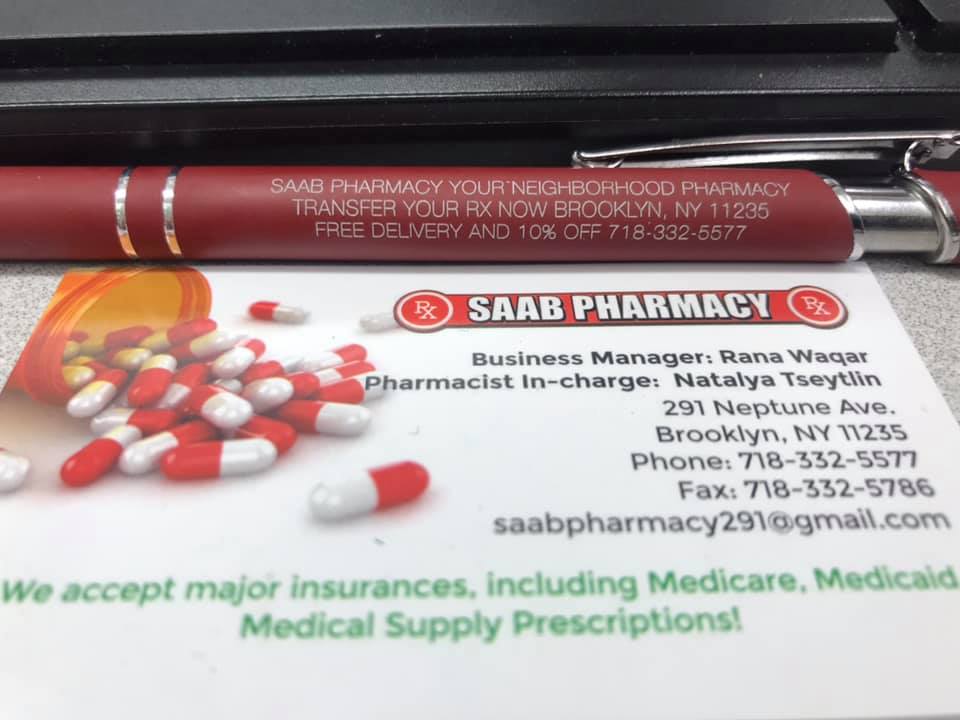 SAAB PHARMACY YOUR NEIGHBORHOOD PHARMACY
TRANSFER YOUR RX NOW BROOKLYN, NY 11235
FREE DELIVERY AND 10% OFF 718-332-5577
RX SAAB PHARMACY RX
Business Manager: Rana Waqar
Pharmacist In-charge: Natalya Tseytlin
291 Neptune Ave.
Brooklyn, NY 11235
Phone: 718-332-5577
Fax: 718-332-5786
saabpharmacy291@gmail.com
We accept major insurances, including Medicare, Medicaid
Medical Supply Prescriptions!